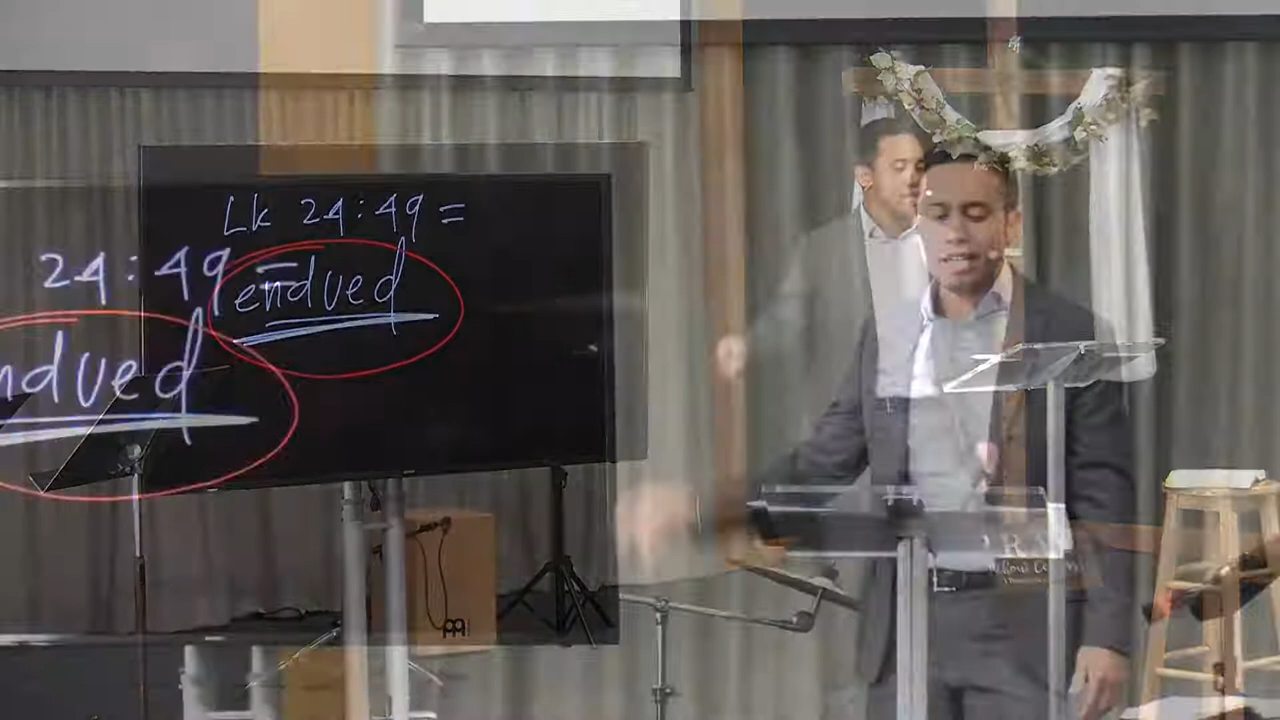 Lk 24:49 =
endued
24:49 =
ndued